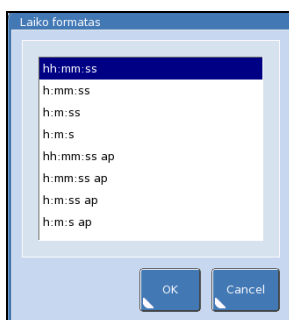 Laiko formatas
hh:mm:ss
h:mm:ss
h:m:ss
h:m:s
hh:mm:ss ap
h:mm:ss ap
h:m:ss ap
h:m:s ap
OK
Cancel